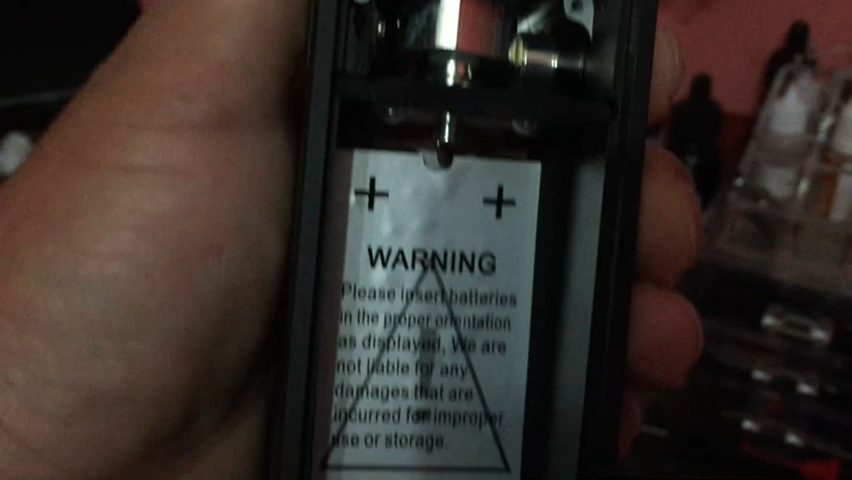 + +
WARNING
Please insert batteries
in the proper orientation
as displayed, We are
not liable for any
damages that are
incurred for improper
use or storage.